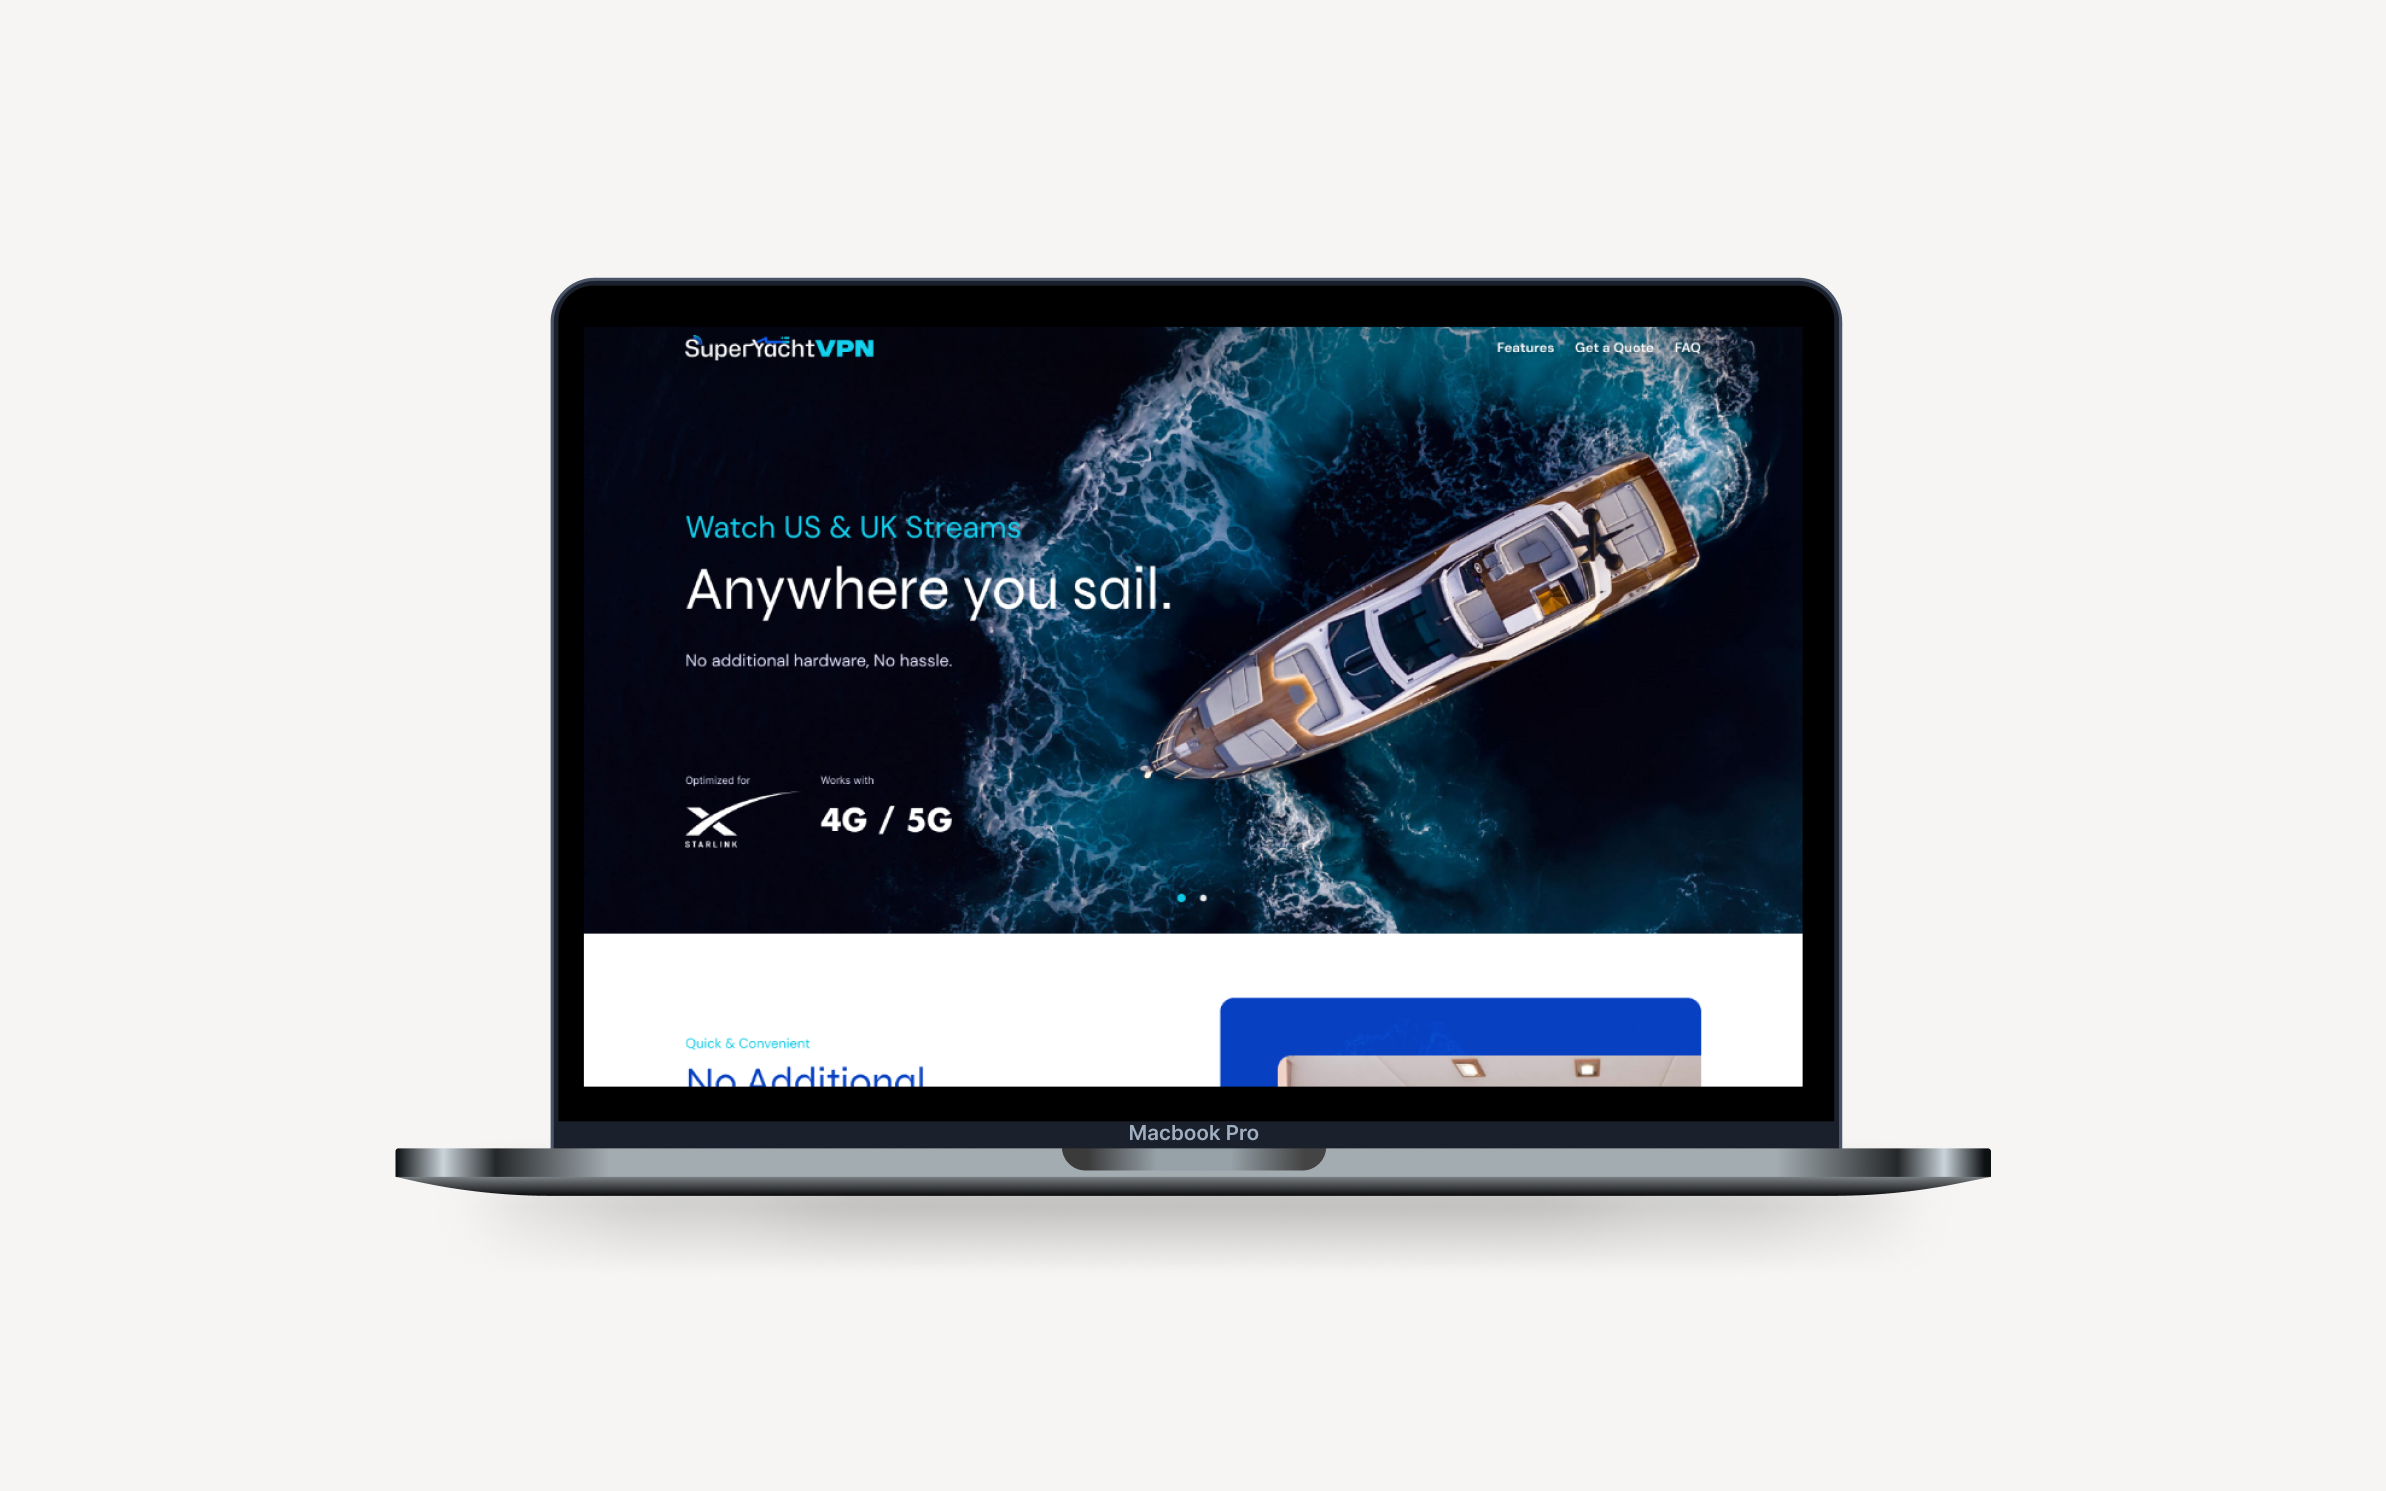 SuperYachtVPN
Features Get a Quote FAQ
Watch US & UK Streams
Anywhere you sail.
No additional hardware, No hassle.
Optimized for Works with
STARLINK 4G / 5G
Quick & Convenient
No Additional
Macbook Pro